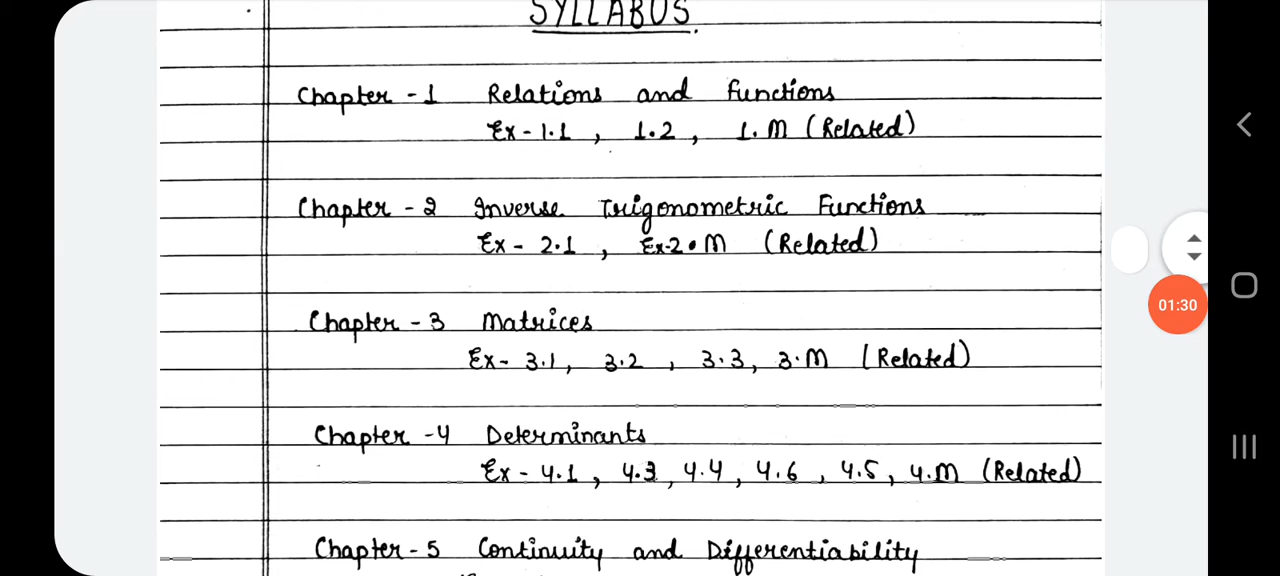 SYLLABUS.
Chapter - 1 Relations and Functions
Ex - 1.1 , 1.2 , 1.M (Related)
Chapter - 2 Inverse Trigonometric Functions
Ex - 2.1 , Ex-2.M (Related)
Chapter - 3 Matrices
Ex - 3.1, 3.2 , 3.3, 3.M (Related)
01:30
Chapter - 4 Determinants
Ex - 4.1 , 4.3, 4.4 , 4.6 , 4.5, 4.M (Related)
Chapter - 5 Continuity and Differentiability